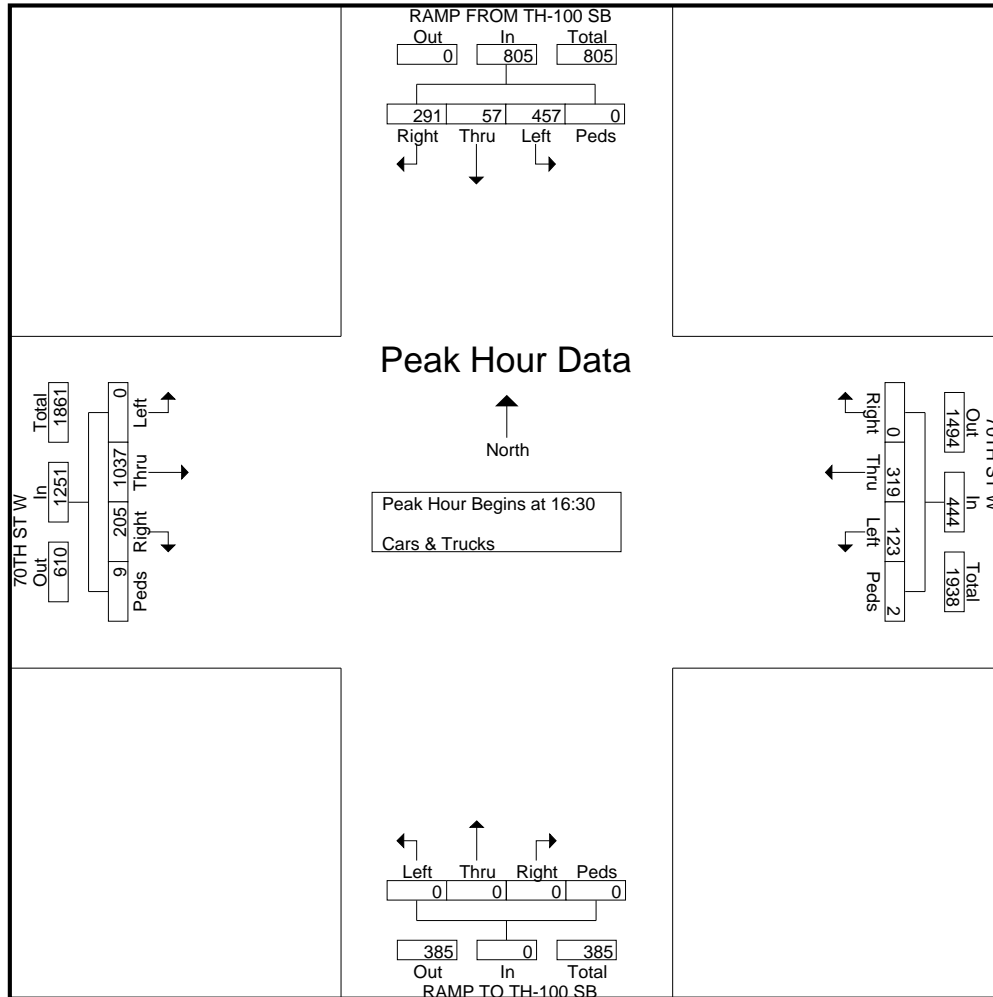 RAMP FROM TH-100 SB
Out In Total
0 805 805
291 57 457 0
Right Thru Left Peds
Peak Hour Data
North
Peak Hour Begins at 16:30
Cars & Trucks
70TH ST W
Total In Out
1861 1251 610
0 1037 205 9
Left Thru Right Peds
70TH ST W
Out In Total
1494 444 1938
0 319 123 2
Right Thru Left Peds
Left Thru Right Peds
0 0 0 0
385 0 385
Out In Total
RAMP TO TH-100 SB